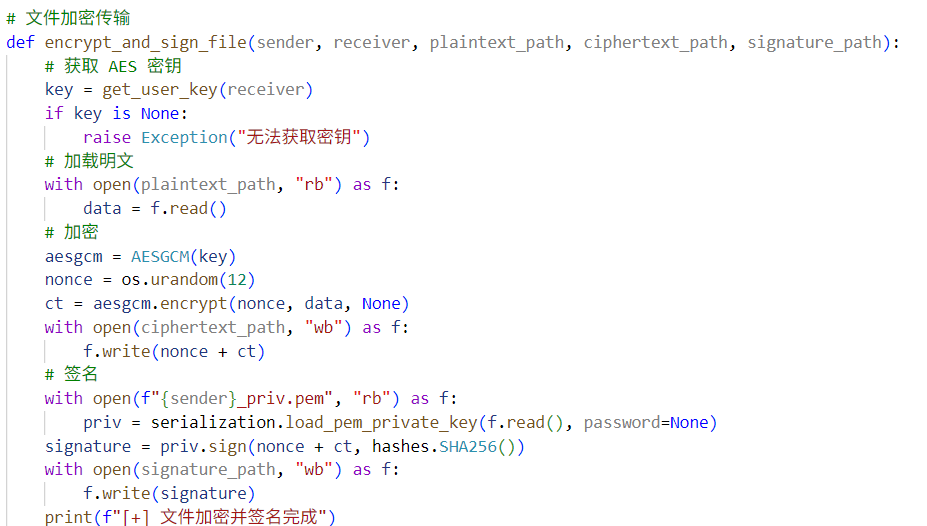 # 文件加密传输
def encrypt_and_sign_file(sender, receiver, plaintext_path, ciphertext_path, signature_path):
    # 获取 AES 密钥
    key = get_user_key(receiver)
    if key is None:
        raise Exception("无法获取密钥")
    # 加载明文
    with open(plaintext_path, "rb") as f:
        data = f.read()
    # 加密
    aesgcm = AESGCM(key)
    nonce = os.urandom(12)
    ct = aesgcm.encrypt(nonce, data, None)
    with open(ciphertext_path, "wb") as f:
        f.write(nonce + ct)
    # 签名
    with open(f"{sender}_priv.pem", "rb") as f:
        priv = serialization.load_pem_private_key(f.read(), password=None)
    signature = priv.sign(nonce + ct, hashes.SHA256())
    with open(signature_path, "wb") as f:
        f.write(signature)
    print(f"[+] 文件加密并签名完成")